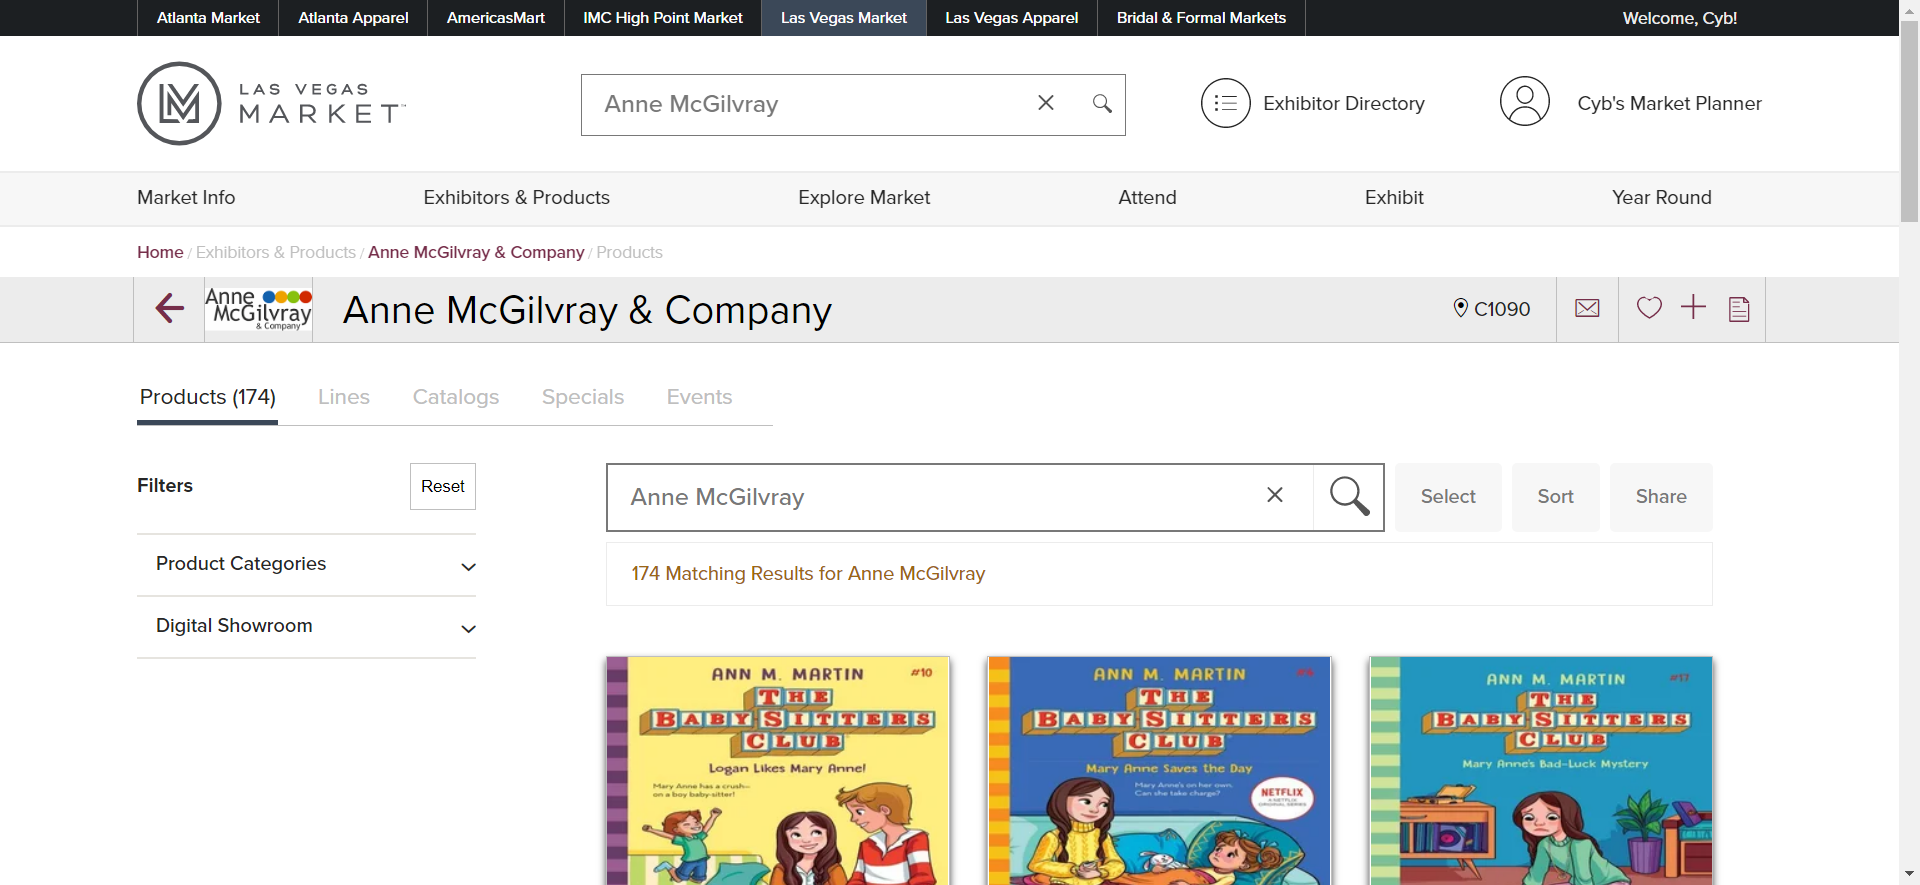 Atlanta Market
Atlanta Apparel
AmericasMart
IMC High Point Market
Las Vegas Market
Las Vegas Apparel
Bridal & Formal Markets
Welcome, Cyb!
LM
LAS VEGAS
MARKET™
Anne McGilvray
Exhibitor Directory
Cyb's Market Planner
Market Info
Exhibitors & Products
Explore Market
Attend
Exhibit
Year Round
Home / Exhibitors & Products / Anne McGilvray & Company / Products
Anne
McGilvray
& Company
Anne McGilvray & Company
C1090
Products (174)
Lines
Catalogs
Specials
Events
Filters
Reset
Anne McGilvray
Select
Sort
Share
Product Categories
Digital Showroom
174 Matching Results for Anne McGilvray
ANN M. MARTIN
#10
THE
BABY-SITTERS
CLUB
Logan Likes Mary Anne!
Mary Anne has a crush—
on a boy baby-sitter!
ANN M. MARTIN
THE
BABY-SITTERS
CLUB
Mary Anne Saves the Day
Mary Anne's on her own.
Can she take charge?
NETFLIX
A NETFLIX
ORIGINAL SERIES
ANN M. MARTIN
#17
THE
BABY-SITTERS
CLUB
Mary Anne's Bad-Luck Mystery